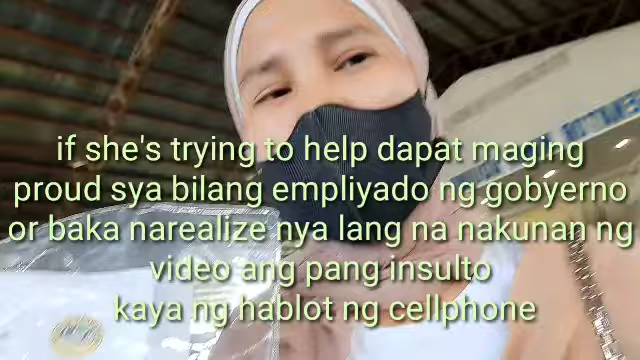 if she's trying to help dapat maging
proud sya bilang empliyado ng gobyerno
or baka narealize nya lang na nakunan ng
video ang pang insulto
kaya ng hablot ng cellphone